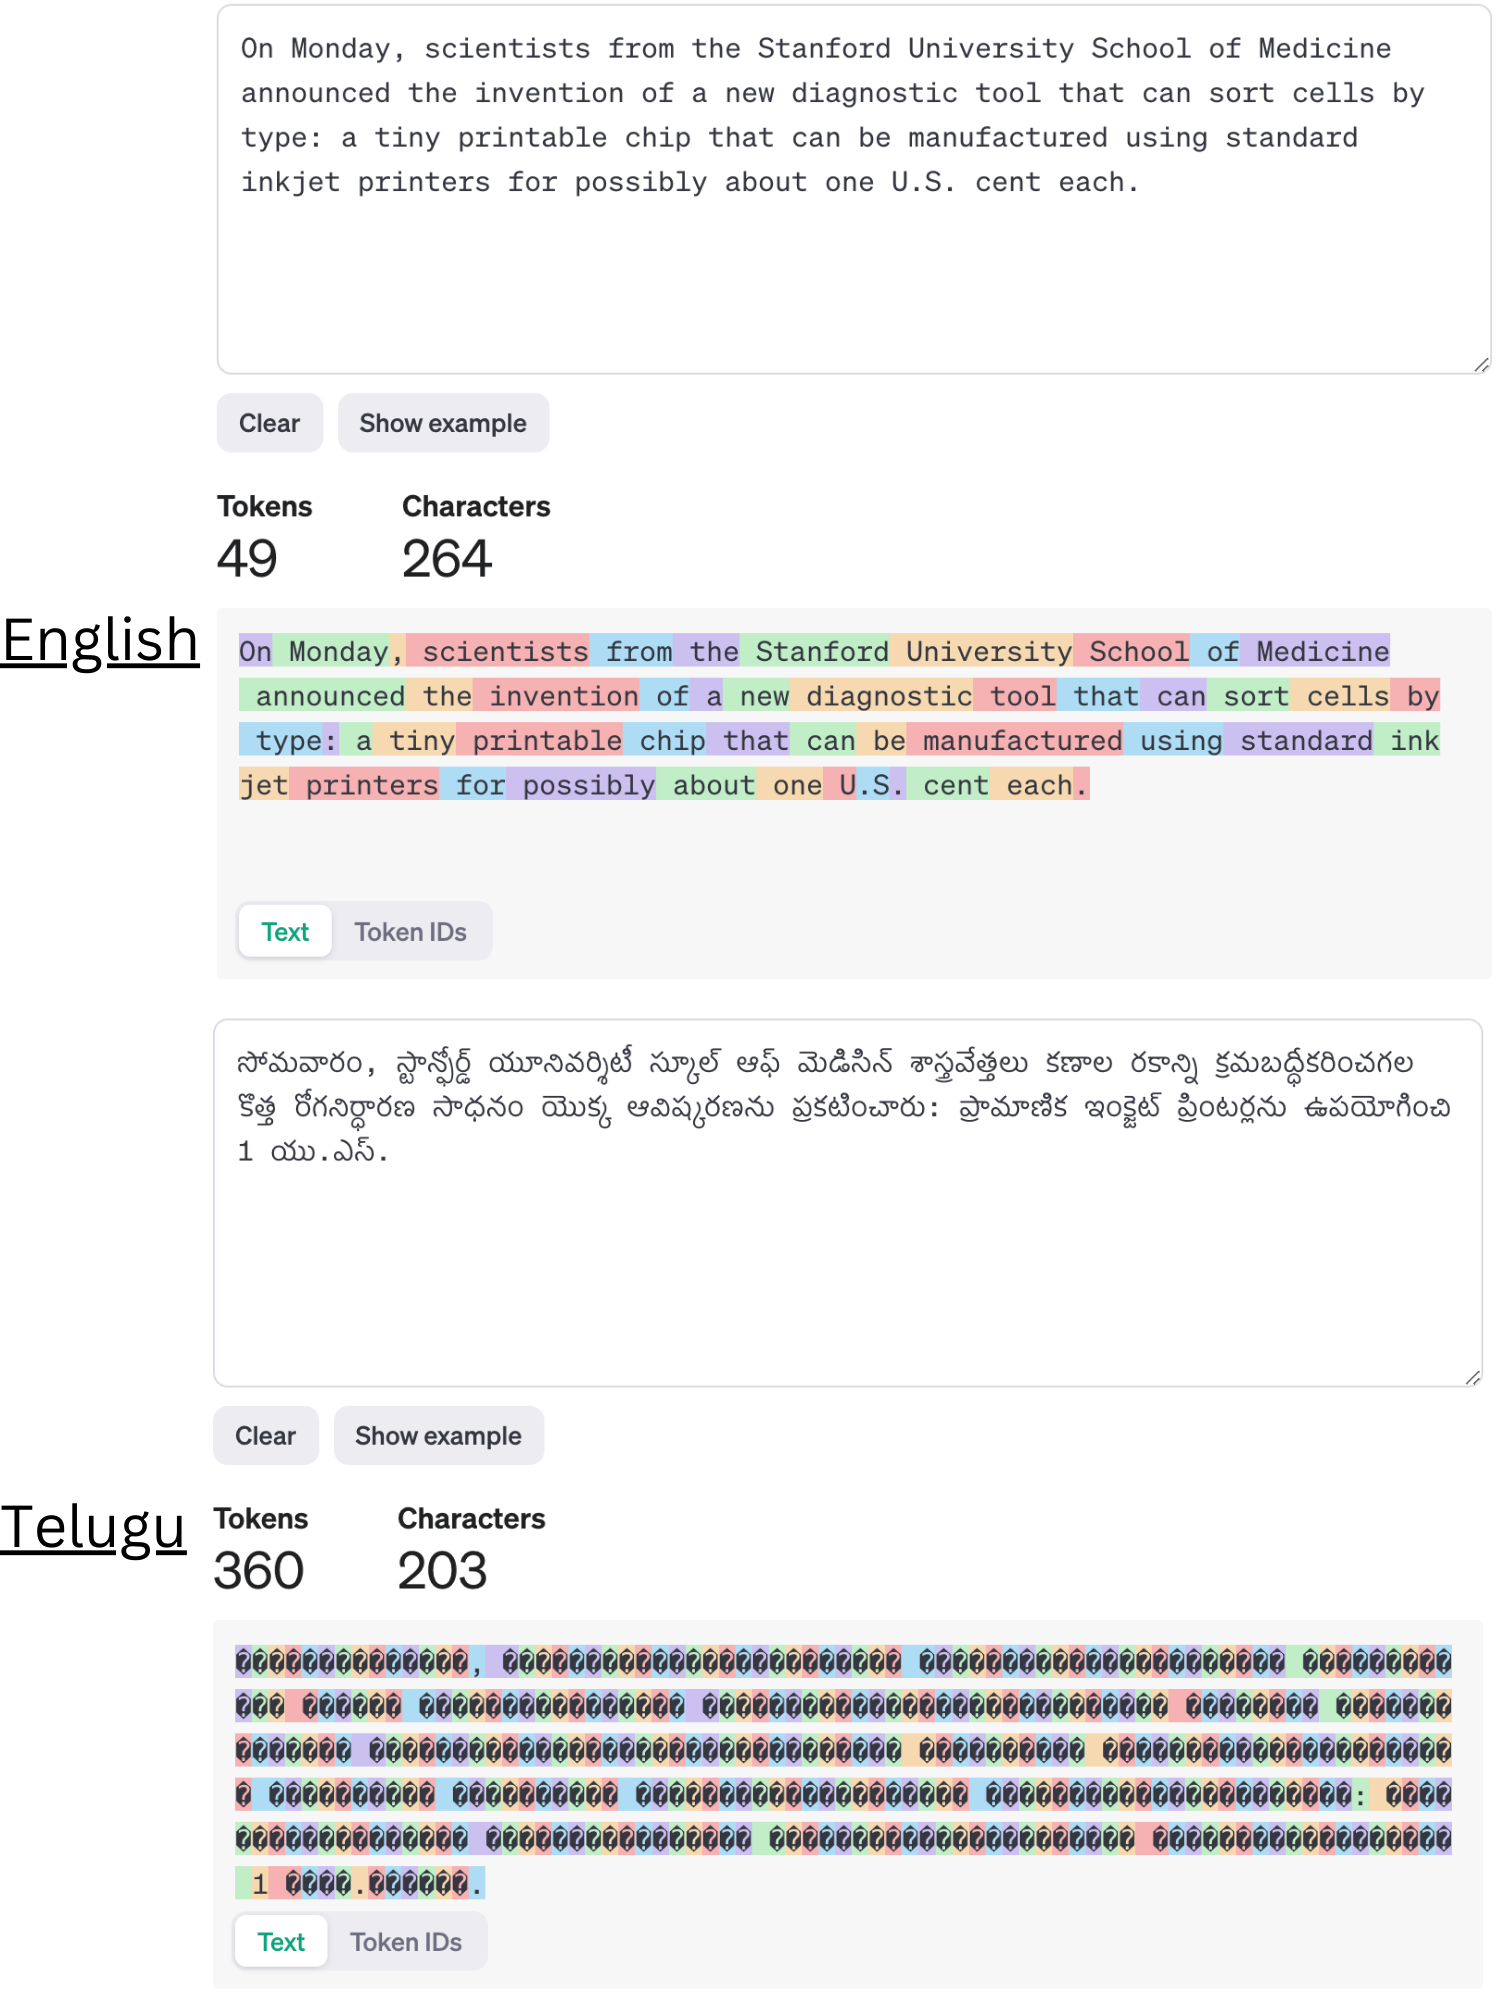 On Monday, scientists from the Stanford University School of Medicine
announced the invention of a new diagnostic tool that can sort cells by
type: a tiny printable chip that can be manufactured using standard
inkjet printers for possibly about one U.S. cent each.
Clear Show example
Tokens Characters
49 264
English
On Monday, scientists from the Stanford University School of Medicine
announced the invention of a new diagnostic tool that can sort cells by
type: a tiny printable chip that can be manufactured using standard ink
jet printers for possibly about one U.S. cent each.
Text Token IDs
సోమవారం, స్టాన్ఫోర్డ్ యూనివర్శిటీ స్కూల్ ఆఫ్ మెడిసిన్ శాస్త్రవేత్తలు కణాల రకాన్ని క్రమబద్ధీకరించగల
కొత్త రోగనిర్ధారణ సాధనం యొక్క ఆవిష్కరణను ప్రకటించారు: ప్రామాణిక ఇంక్జెట్ ప్రింటర్లను ఉపయోగించి
1 యు.ఎస్.
Clear Show example
Telugu
Tokens Characters
360 203
Text Token IDs